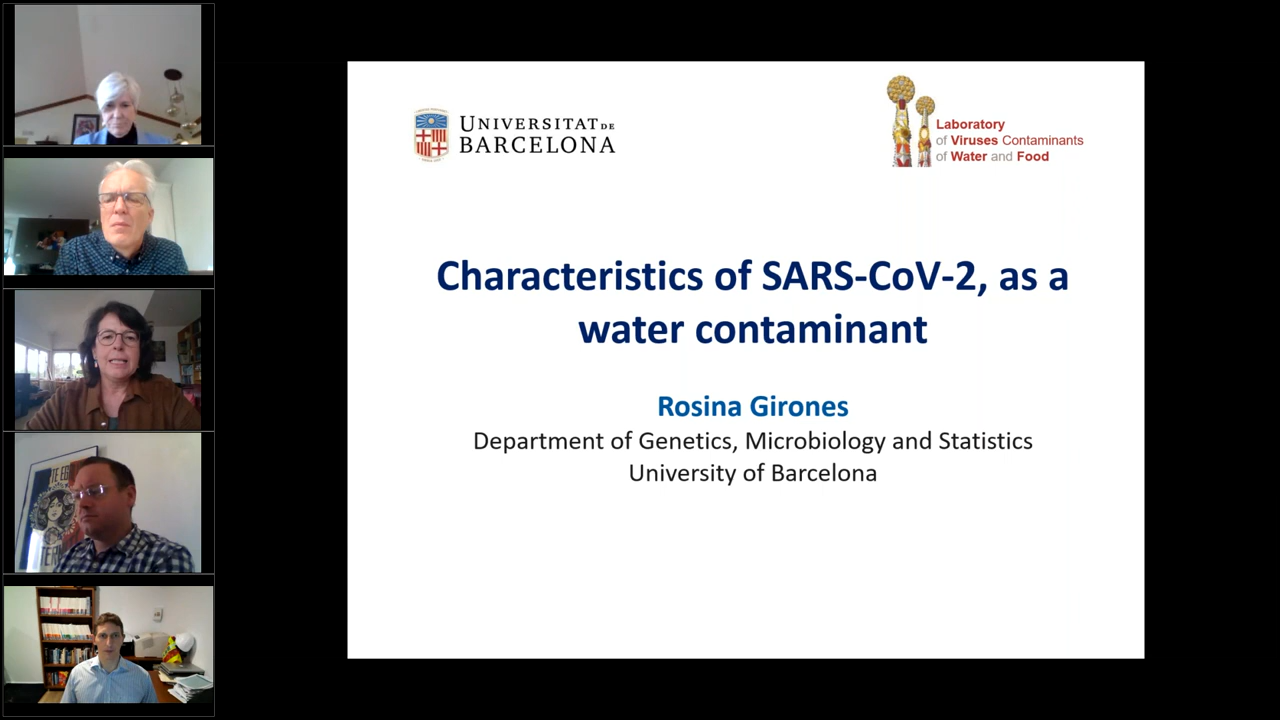 UNIVERSITAT DE
BARCELONA
Laboratory
of Viruses Contaminants
of Water and Food
Characteristics of SARS-CoV-2, as a
water contaminant
Rosina Girones
Department of Genetics, Microbiology and Statistics
University of Barcelona